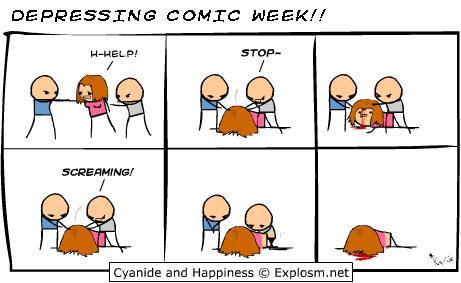 DEPRESSING COMIC WEEK!!
H-HELP!
STOP-
SCREAMING!
Cyanide and Happiness © Explosm.net